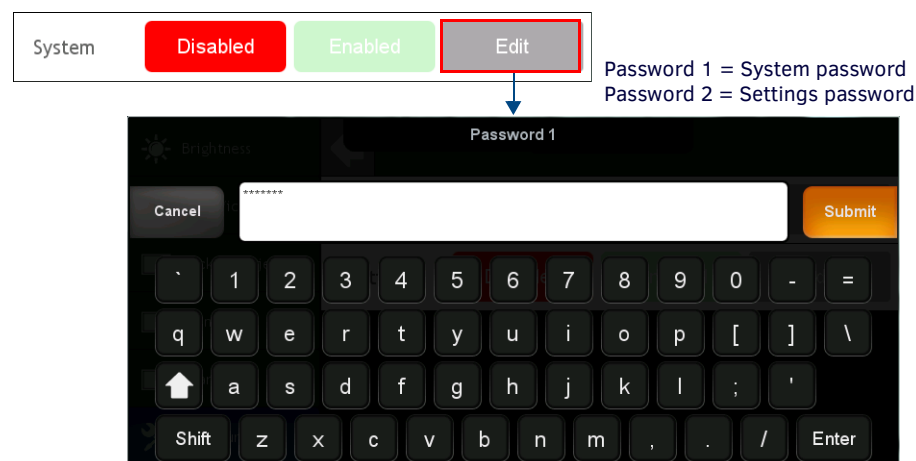 System Disabled Enabled Edit
Password 1 = System password
Password 2 = Settings password
Password 1
Brightness
Cancel ******* Submit
` 1 2 3 4 5 6 7 8 9 0 - =
q w e r t y u i o p [ ] \
a s d f g h j k l ; '
Shift z x c v b n m , . / Enter